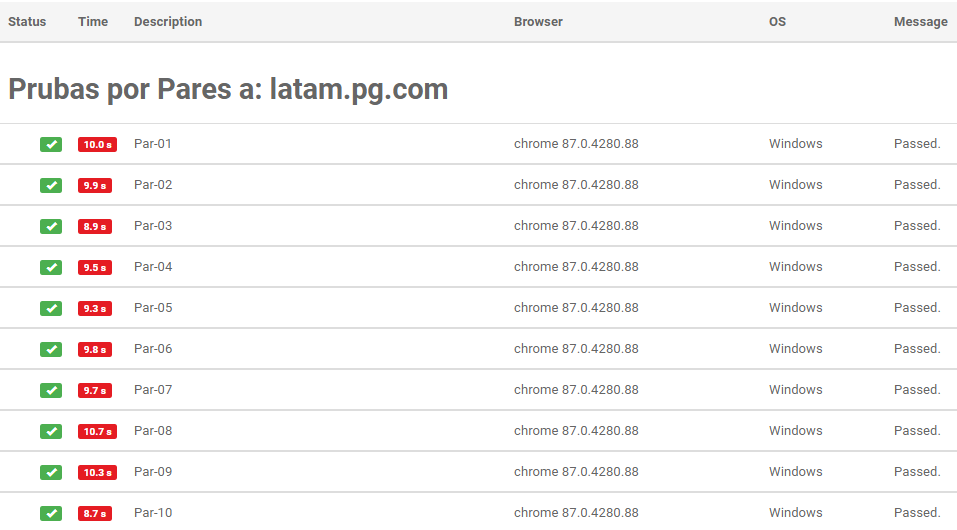 Status Time Description Browser OS Message
Prubas por Pares a: latam.pg.com
10.0 s Par-01 chrome 87.0.4280.88 Windows Passed.
9.9 s Par-02 chrome 87.0.4280.88 Windows Passed.
8.9 s Par-03 chrome 87.0.4280.88 Windows Passed.
9.5 s Par-04 chrome 87.0.4280.88 Windows Passed.
9.3 s Par-05 chrome 87.0.4280.88 Windows Passed.
9.8 s Par-06 chrome 87.0.4280.88 Windows Passed.
9.7 s Par-07 chrome 87.0.4280.88 Windows Passed.
10.7 s Par-08 chrome 87.0.4280.88 Windows Passed.
10.3 s Par-09 chrome 87.0.4280.88 Windows Passed.
8.7 s Par-10 chrome 87.0.4280.88 Windows Passed.